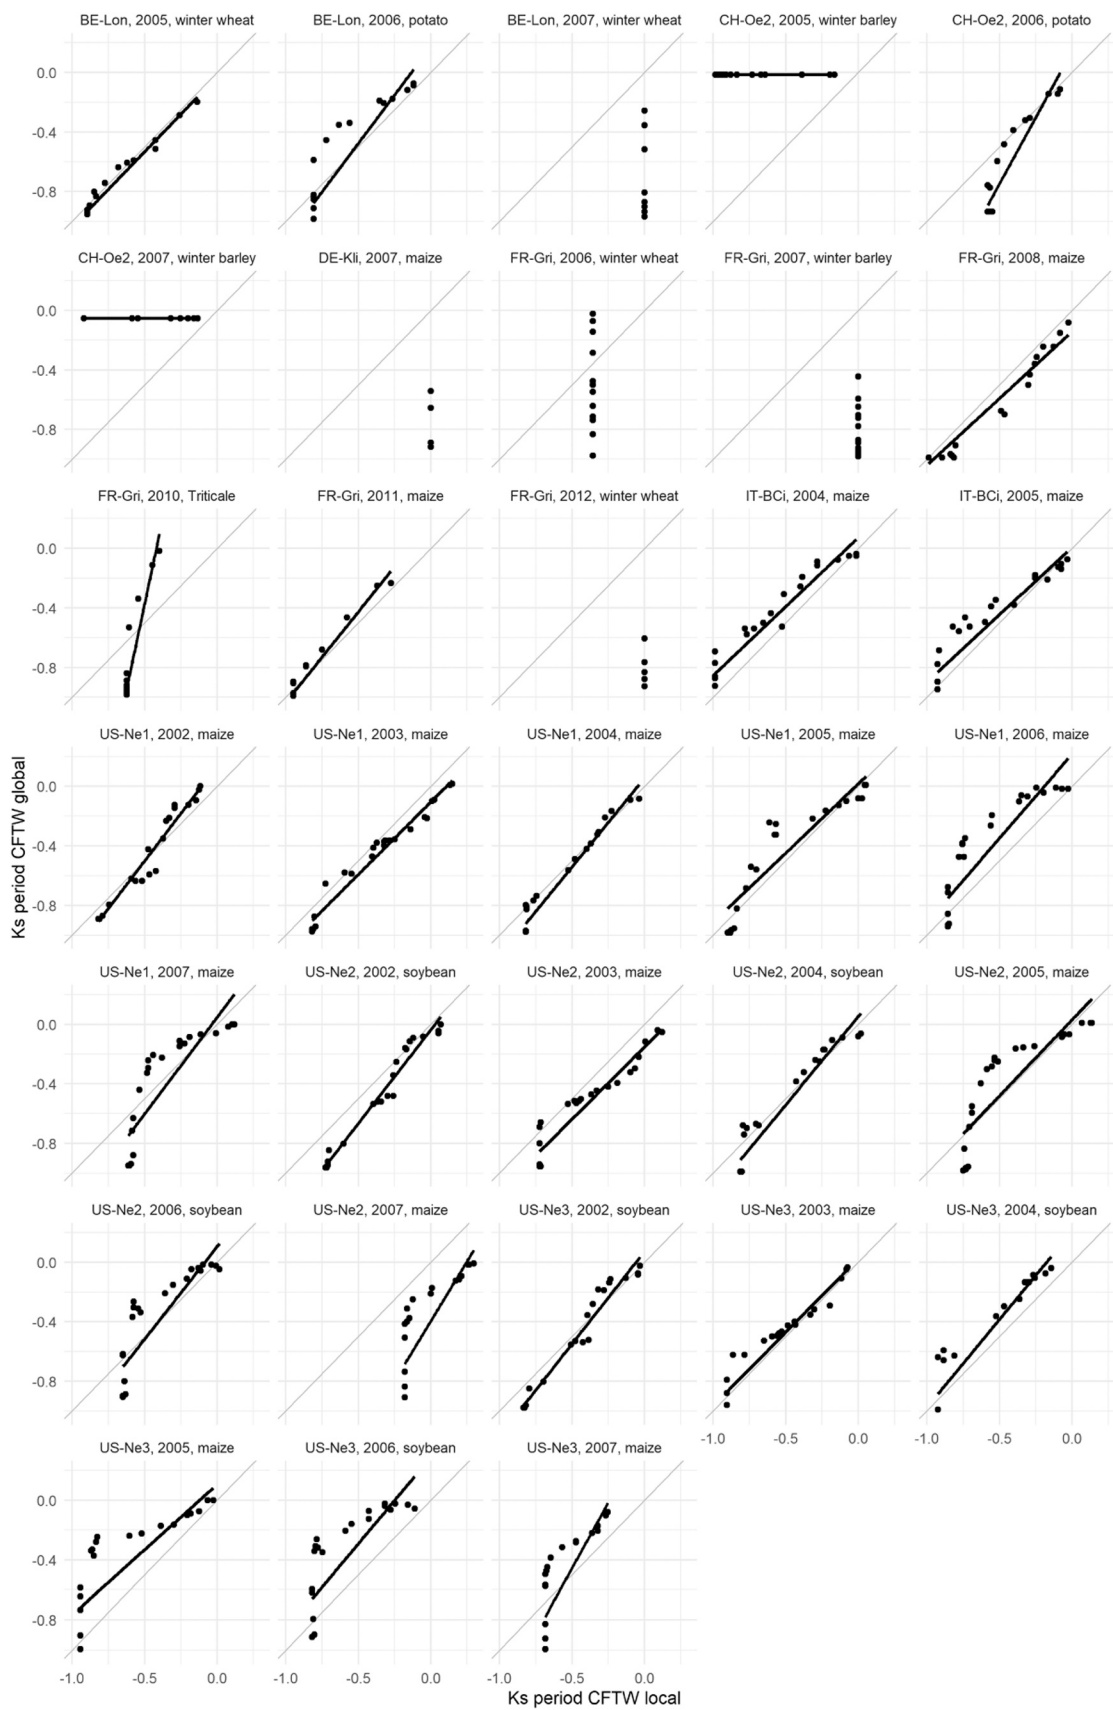 BE-Lon, 2005, winter wheat BE-Lon, 2006, potato BE-Lon, 2007, winter wheat CH-Oe2, 2005, winter barley CH-Oe2, 2006, potato
0.0
-0.4
-0.8
CH-Oe2, 2007, winter barley DE-Kli, 2007, maize FR-Gri, 2006, winter wheat FR-Gri, 2007, winter barley FR-Gri, 2008, maize
0.0
-0.4
-0.8
FR-Gri, 2010, Triticale FR-Gri, 2011, maize FR-Gri, 2012, winter wheat IT-BCi, 2004, maize IT-BCi, 2005, maize
0.0
-0.4
-0.8
US-Ne1, 2002, maize US-Ne1, 2003, maize US-Ne1, 2004, maize US-Ne1, 2005, maize US-Ne1, 2006, maize
0.0
-0.4
-0.8
Ks period CFTW global
US-Ne1, 2007, maize US-Ne2, 2002, soybean US-Ne2, 2003, maize US-Ne2, 2004, soybean US-Ne2, 2005, maize
0.0
-0.4
-0.8
US-Ne2, 2006, soybean US-Ne2, 2007, maize US-Ne3, 2002, soybean US-Ne3, 2003, maize US-Ne3, 2004, soybean
0.0
-0.4
-0.8
-1.0 -0.5 0.0 -1.0 -0.5 0.0
US-Ne3, 2005, maize US-Ne3, 2006, soybean US-Ne3, 2007, maize
0.0
-0.4
-0.8
-1.0 -0.5 0.0 -1.0 -0.5 0.0 -1.0 -0.5 0.0
Ks period CFTW local